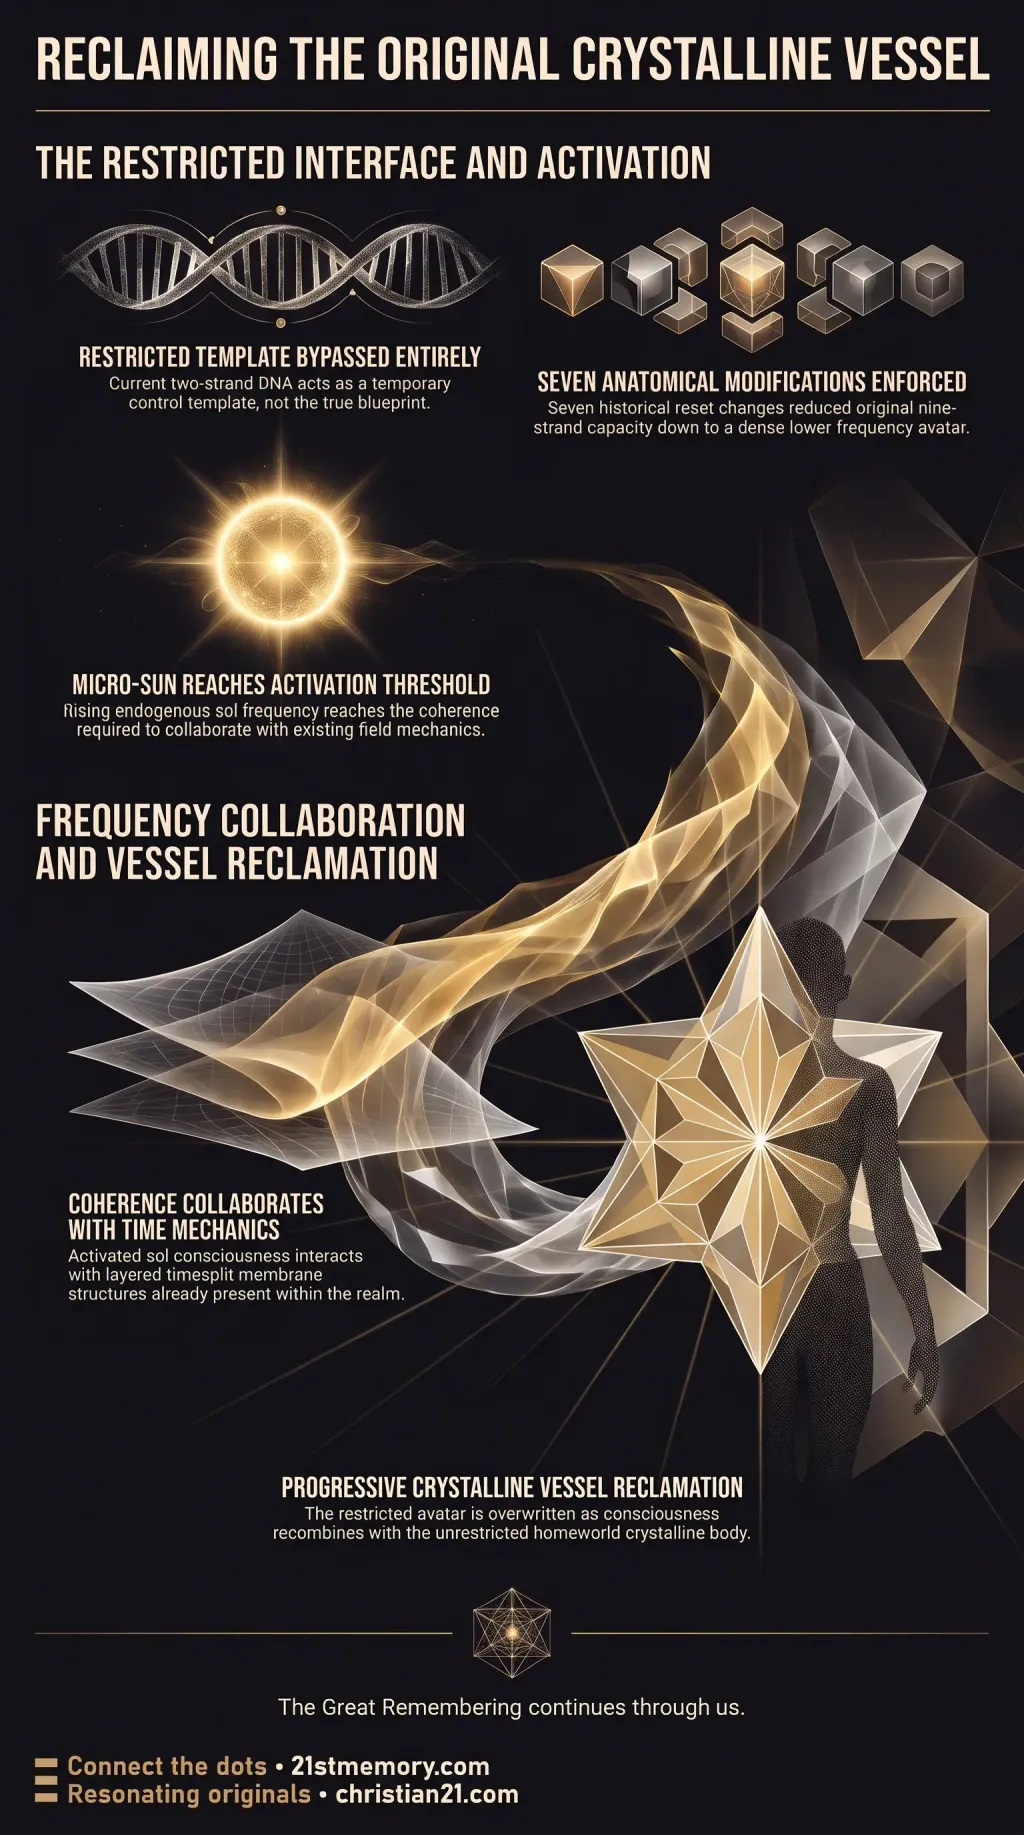 RECLAIMING THE ORIGINAL CRYSTALLINE VESSEL
THE RESTRICTED INTERFACE AND ACTIVATION
RESTRICTED TEMPLATE BYPASSED ENTIRELY
Current two-strand DNA acts as a temporary
control template, not the true blueprint.
SEVEN ANATOMICAL MODIFICATIONS ENFORCED
Seven historical reset changes reduced original nine-
strand capacity down to a dense lower frequency avatar.
MICRO-SUN REACHES ACTIVATION THRESHOLD
Rising endogenous sol frequency reaches the coherence
required to collaborate with existing field mechanics.
FREQUENCY COLLABORATION
AND VESSEL RECLAMATION
COHERENCE COLLABORATES
WITH TIME MECHANICS
Activated sol consciousness interacts
with layered timesplit membrane
structures already present within the realm.
PROGRESSIVE CRYSTALLINE VESSEL RECLAMATION
The restricted avatar is overwritten as consciousness
recombines with the unrestricted homeworld crystalline body.
The Great Remembering continues through us.
Connect the dots • 21stmemory.com
Resonating originals • christian21.com